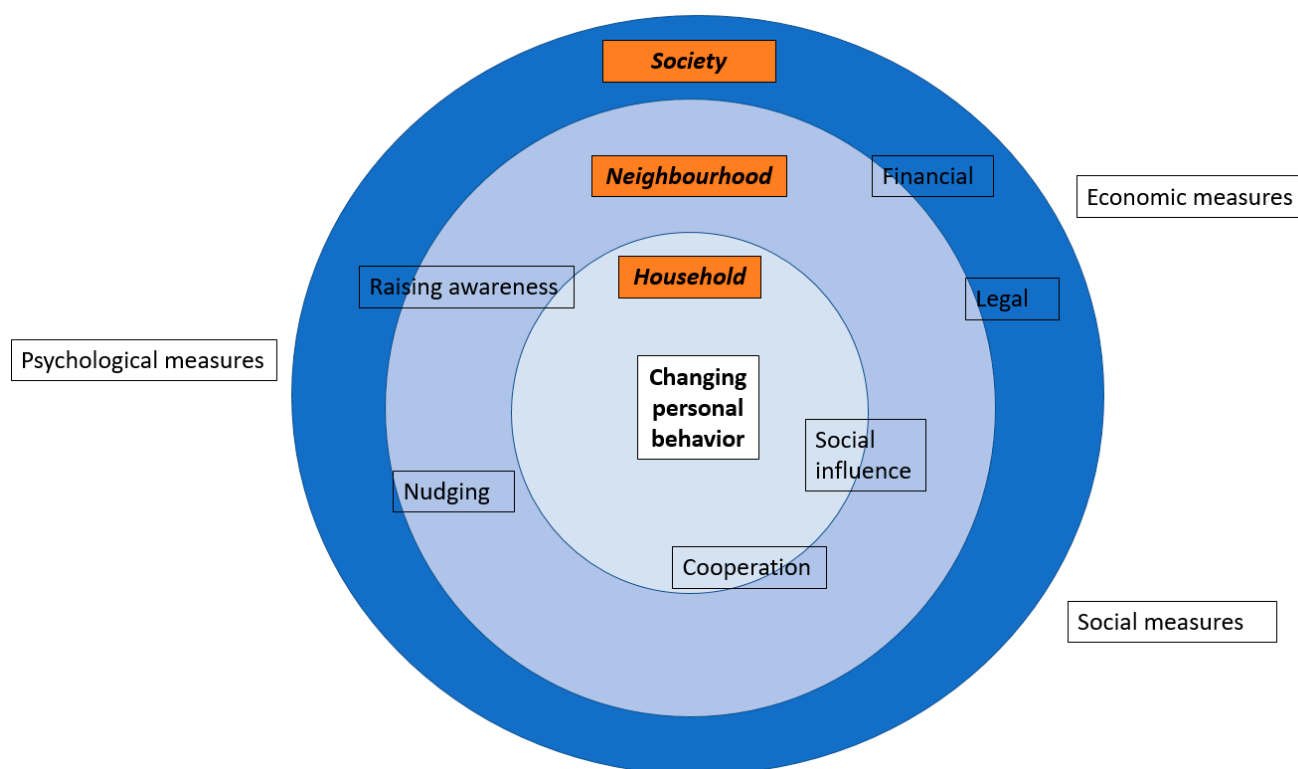 Society
Neighbourhood
Financial
Economic measures
Household
Raising awareness
Legal
Psychological measures
Changing
personal
behavior
Social
influence
Nudging
Cooperation
Social measures